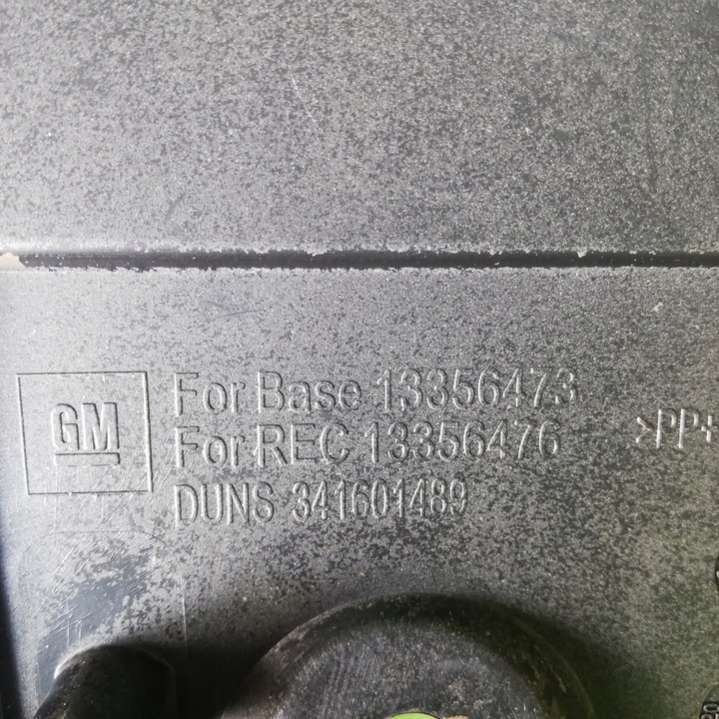 GM
For Base 13356473
For REC 13356476
DUNS 341601489
>PP+